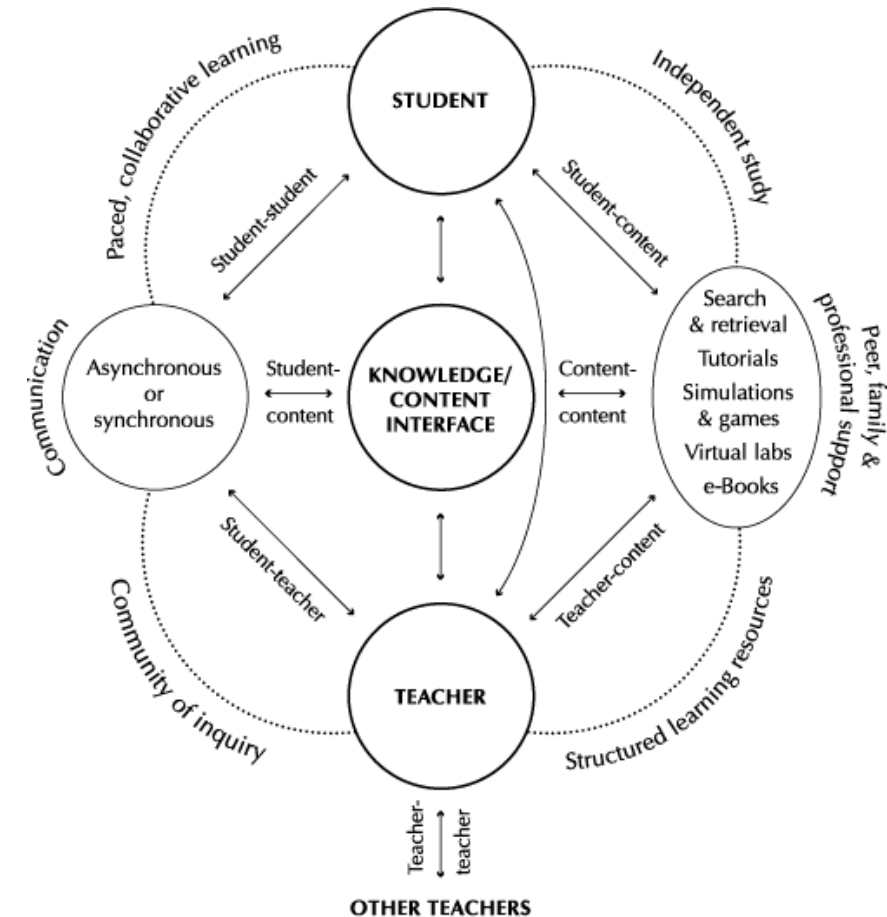 Paced, collaborative learning
STUDENT
Independent study
Student-student
Student-content
Communication
Asynchronous
or
synchronous
Student-
content
KNOWLEDGE/
CONTENT
INTERFACE
Content-
content
Search
& retrieval
Tutorials
Simulations
& games
Virtual labs
e-Books
Peer, family &
professional support
Student-teacher
Teacher-content
Community of inquiry
TEACHER
Structured learning resources
Teacher-
teacher
OTHER TEACHERS